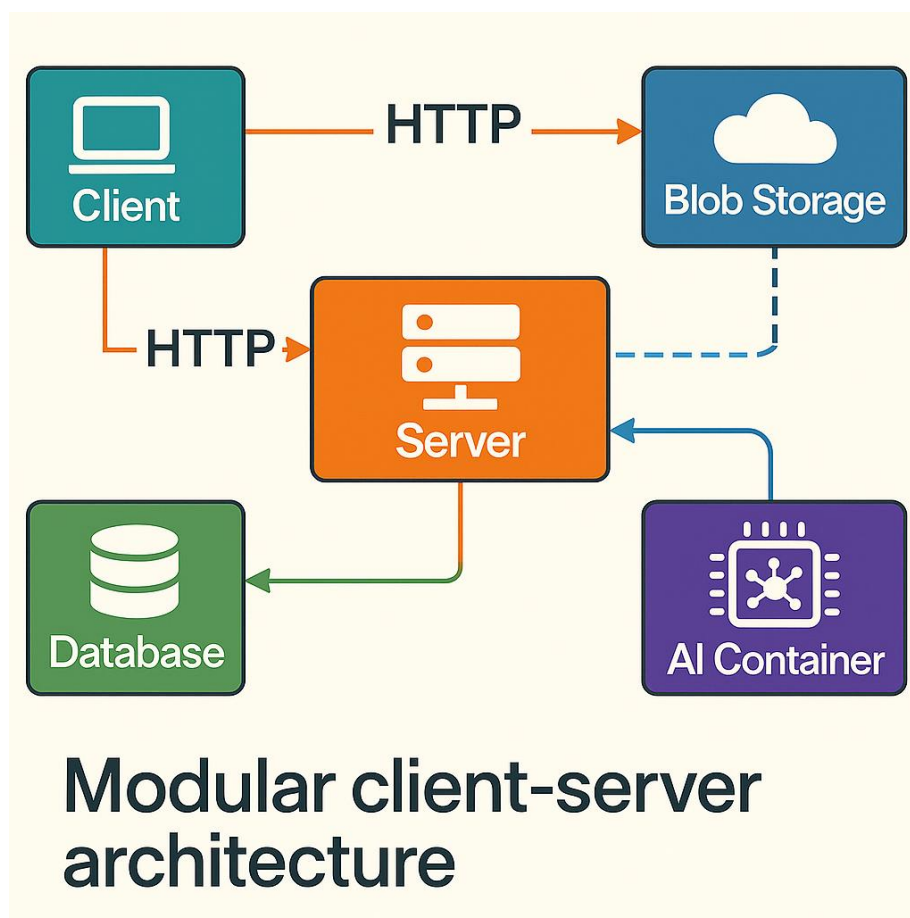 Client
HTTP
Blob Storage
HTTP
Server
Database
AI Container
Modular client-server
architecture